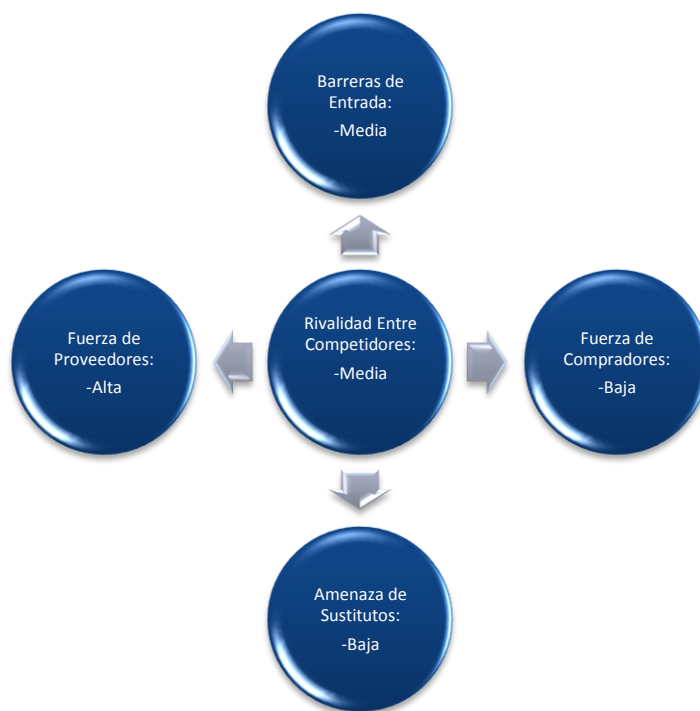 Barreras de
Entrada:
-Media
Fuerza de
Proveedores:
-Alta
Rivalidad Entre
Competidores:
-Media
Fuerza de
Compradores:
-Baja
Amenaza de
Sustitutos:
-Baja